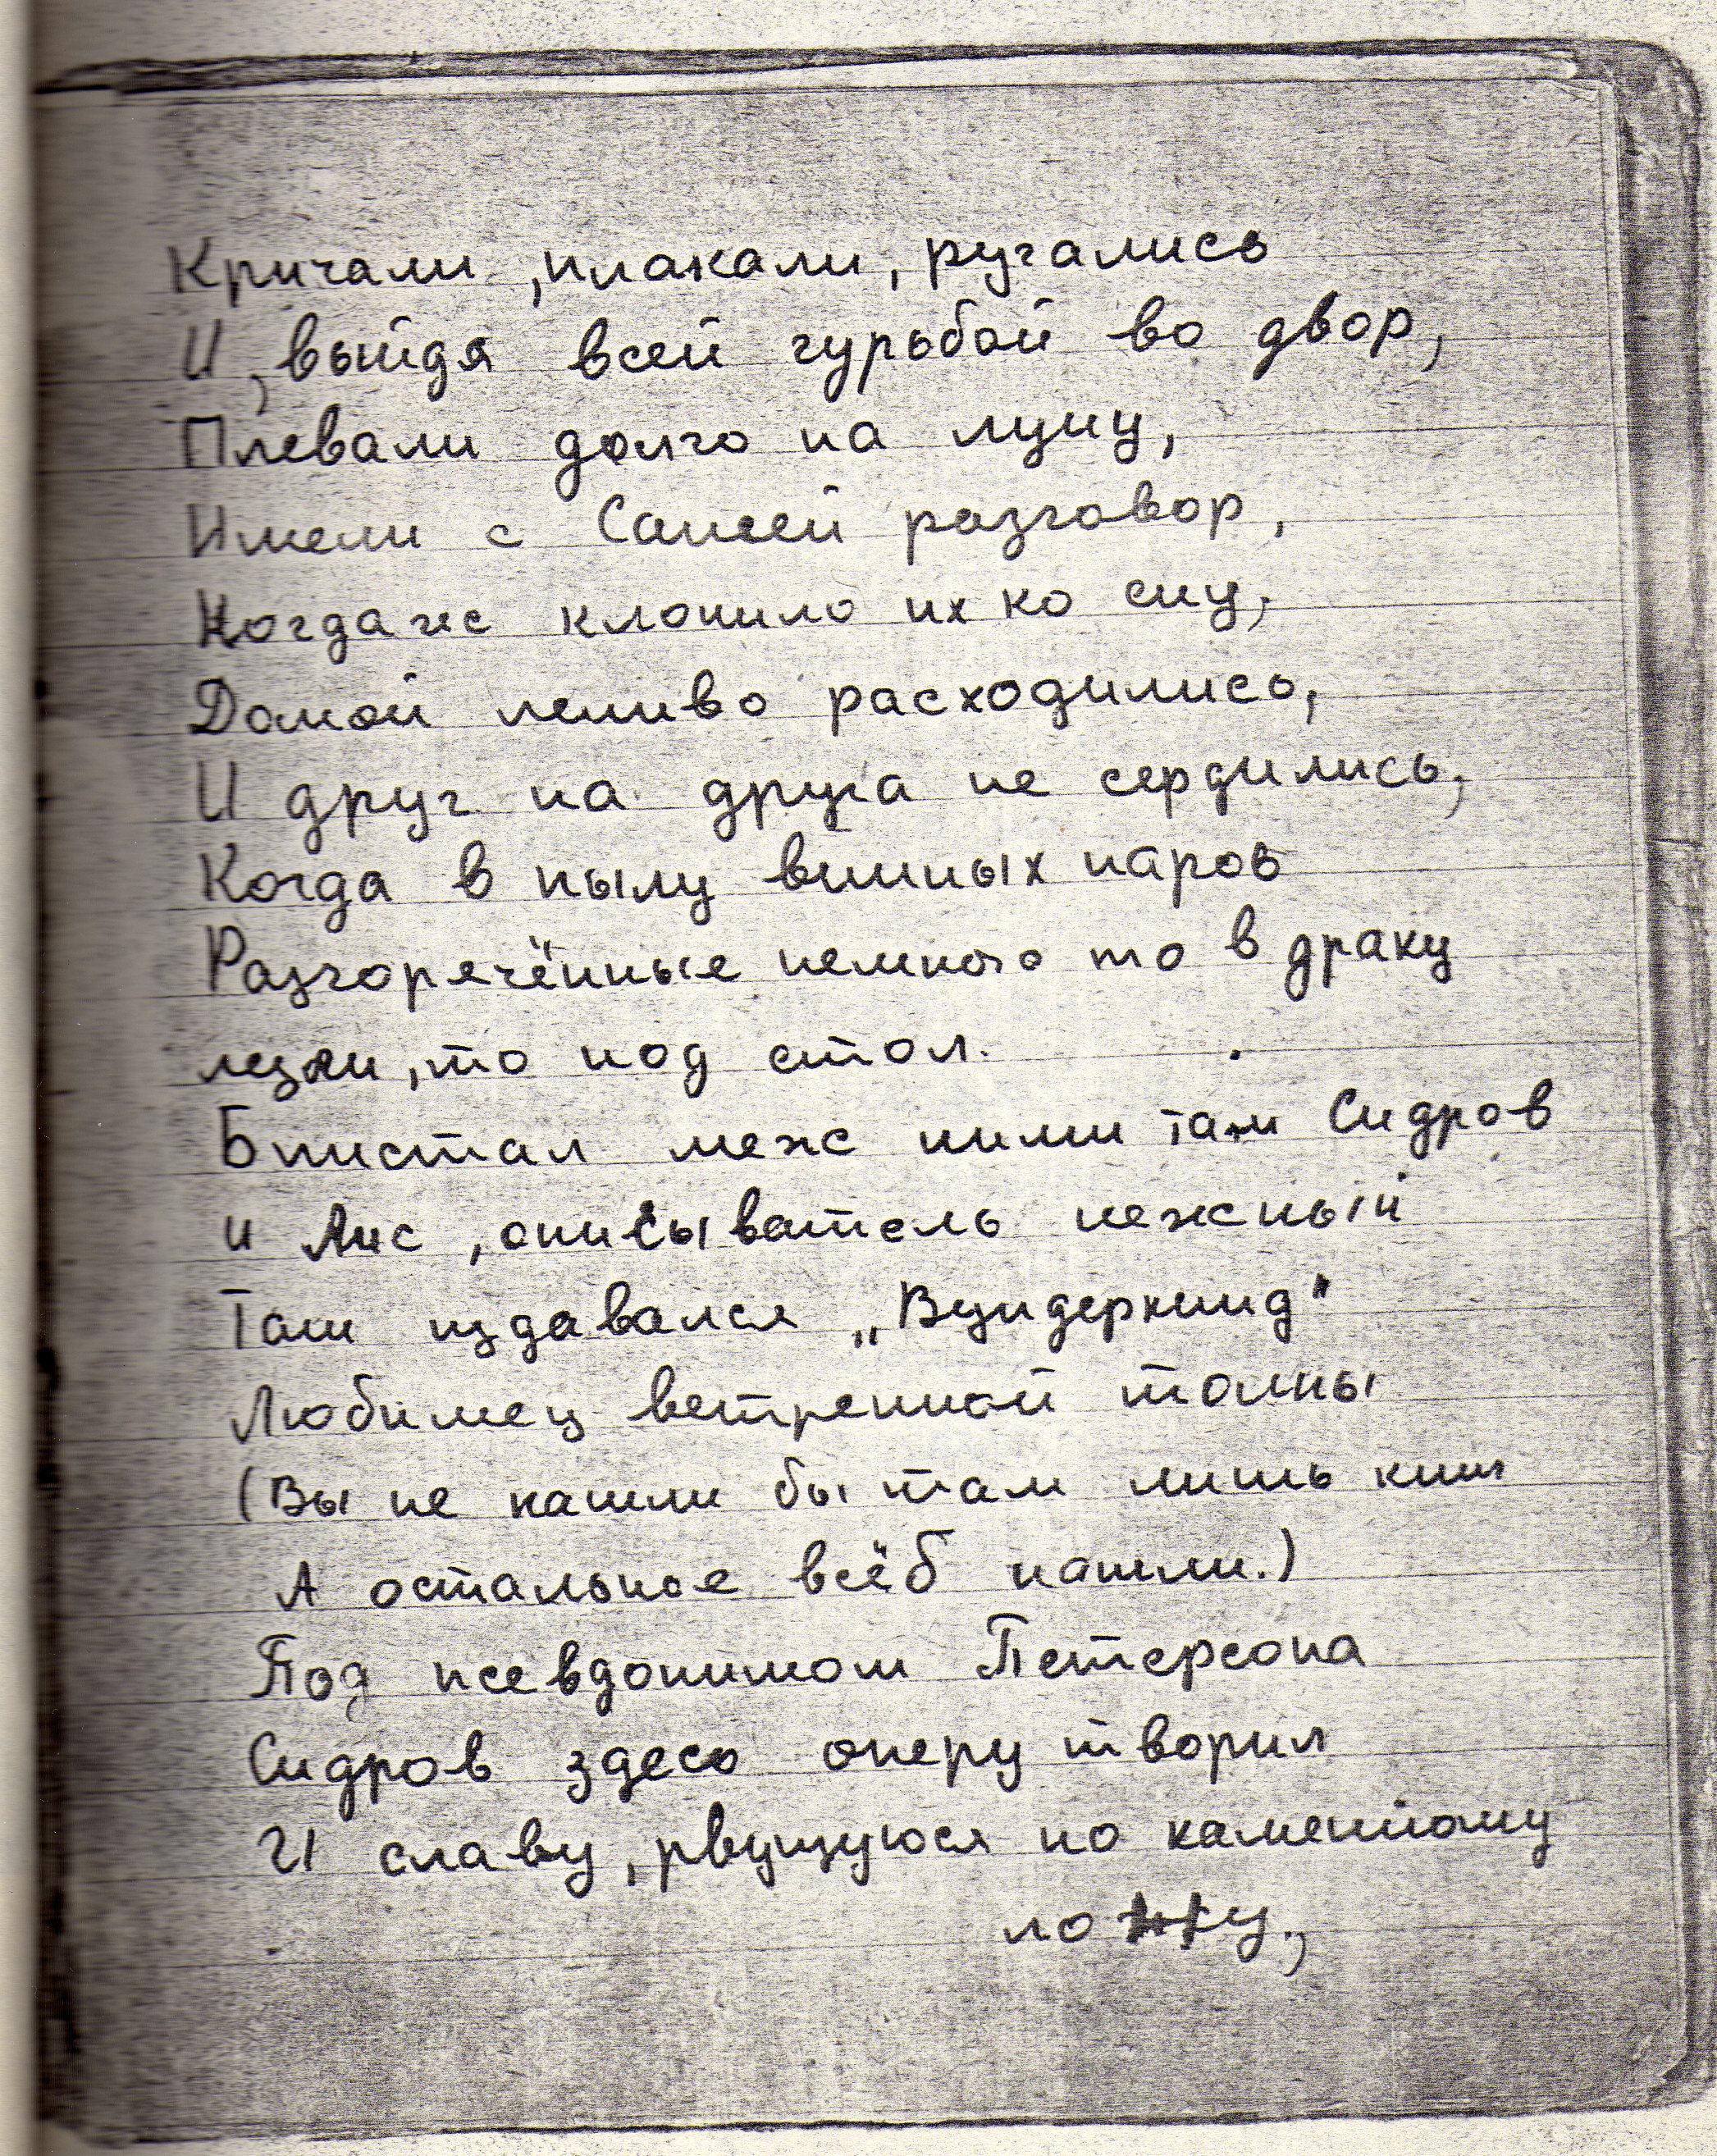 Кричали, плакали, ругались
И, выйдя всей гурьбой во двор,
Плевали долго на луну,
Имели с Саней разговор,
Когда же клонило их ко сну,
Домой лениво расходились,
И друг на друга не сердились,
Когда в пылу винных паров
Разгорячённые немного то в драку
лезли, то под стол.
Блистал меж ними там Сидров
и Лис, описыватель нежный
Там издавался „Вундеркинд"
Любимец ветренной толпы
(Вы не нашли бы там лишь книг
А остальное всёб нашли.)
Под псевдонимом Петерсона
Сидров здесь оперу творил
И славу, рвущуюся по каменному
ложу,